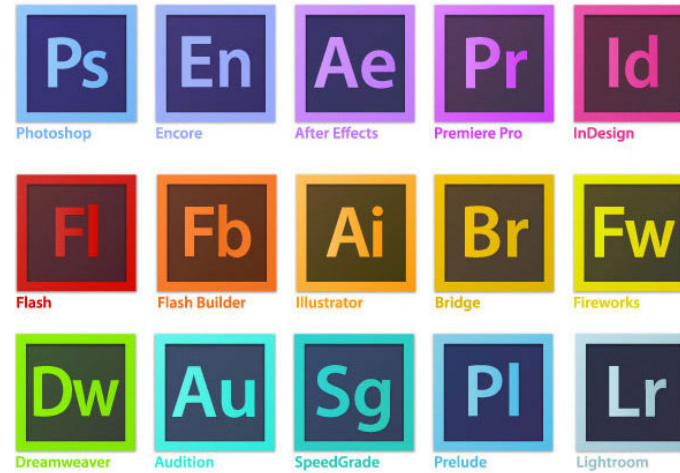 Ps En Ae Pr Id
Photoshop Encore After Effects Premiere Pro InDesign
Fl Fb Ai Br Fw
Flash Flash Builder Illustrator Bridge Fireworks
Dw Au Sg Pl Lr
Dreamweaver Audition SpeedGrade Prelude Lightroom